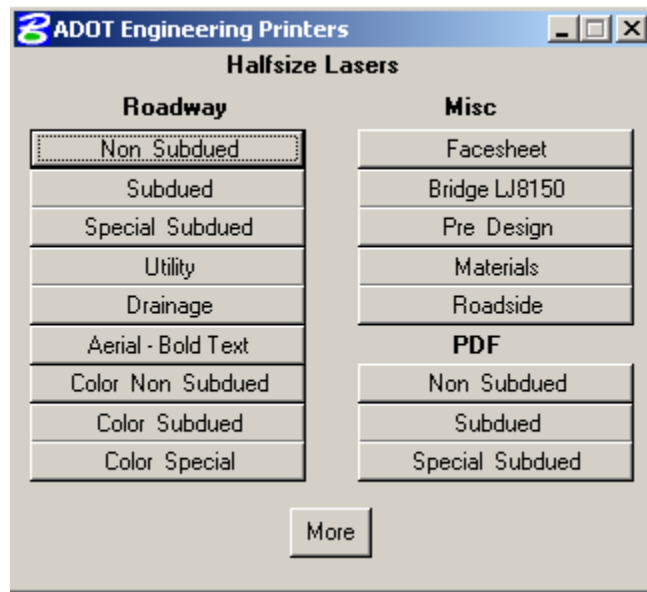 ADOT Engineering Printers
Halfsize Lasers
Roadway
Non Subdued
Subdued
Special Subdued
Utility
Drainage
Aerial - Bold Text
Color Non Subdued
Color Subdued
Color Special
Misc
Facesheet
Bridge LJ8150
Pre Design
Materials
Roadside
PDF
Non Subdued
Subdued
Special Subdued
More